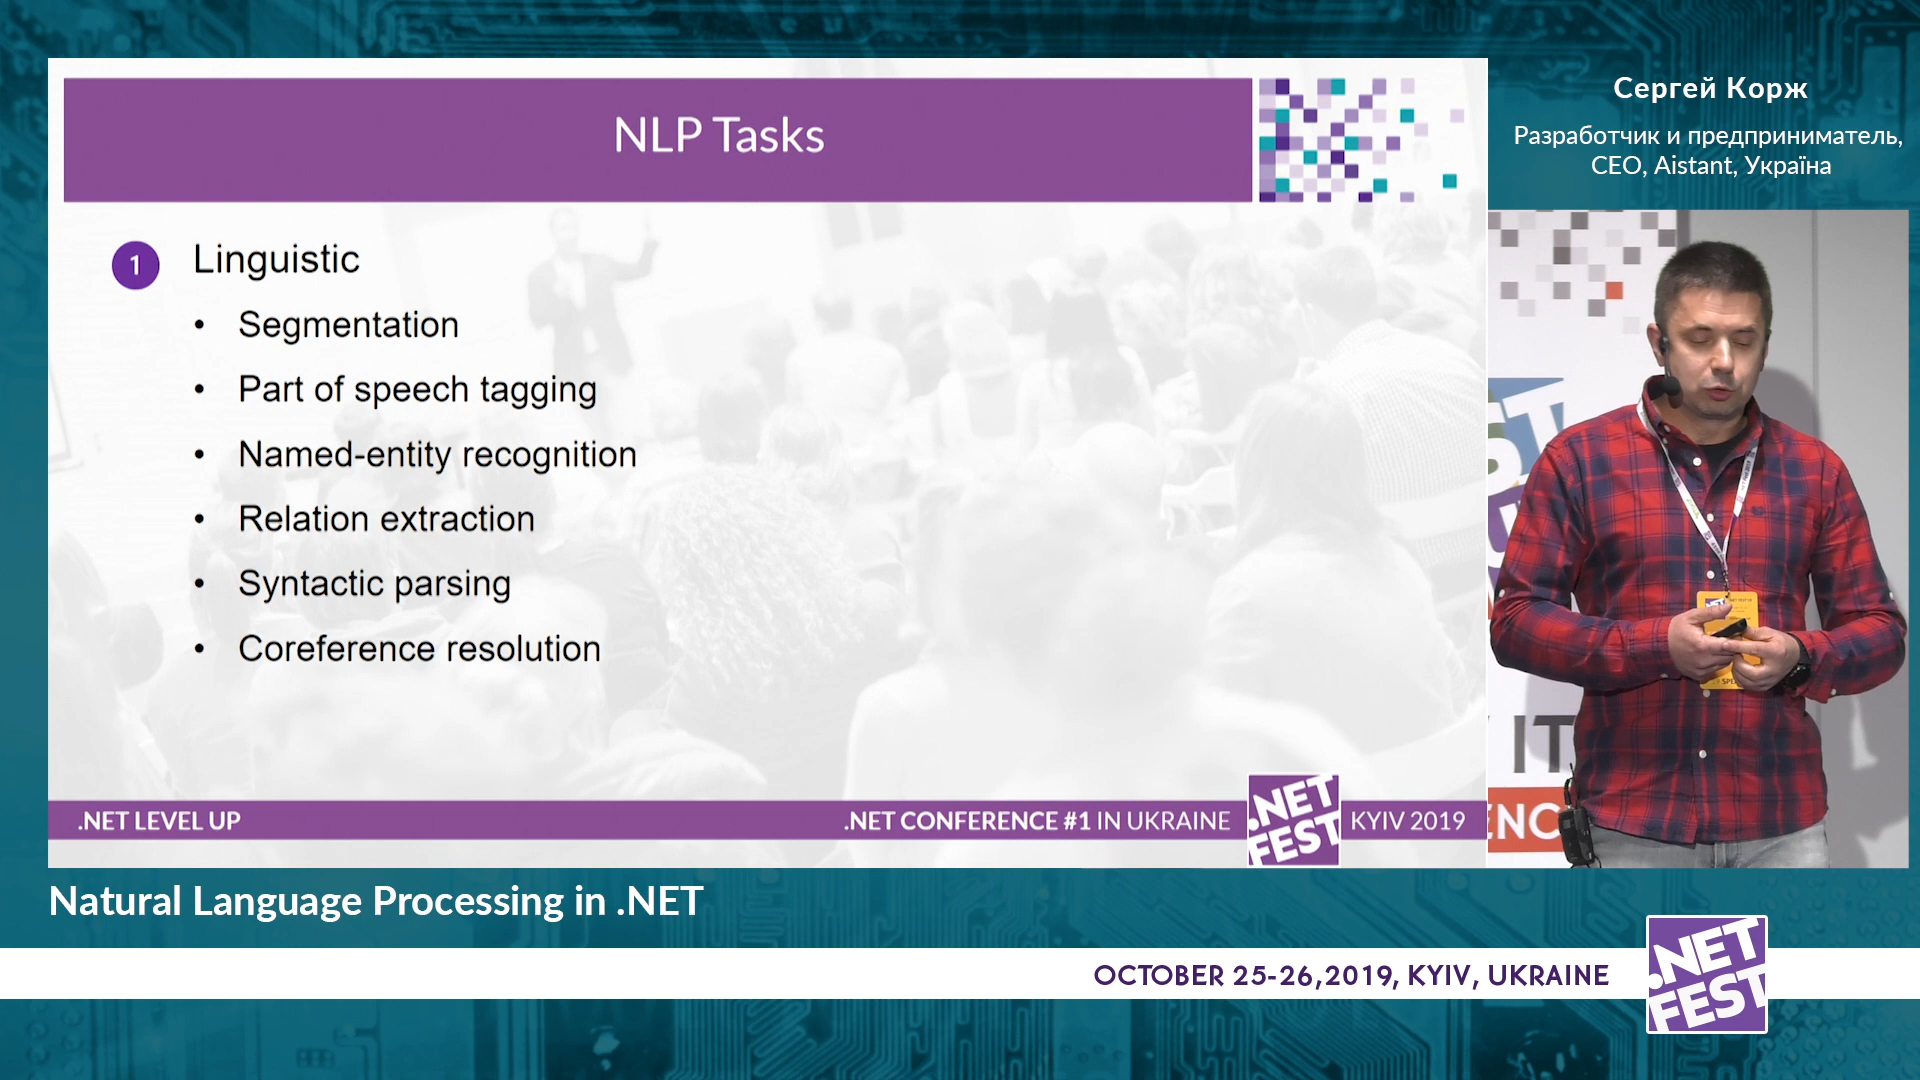 NLP Tasks
1 Linguistic
• Segmentation
• Part of speech tagging
• Named-entity recognition
• Relation extraction
• Syntactic parsing
• Coreference resolution
.NET LEVEL UP
.NET CONFERENCE #1 IN UKRAINE
.NET
FEST
KYIV 2019
Сергей Корж
Разработчик и предприниматель,
CEO, Aistant, Україна
IT
ENC
Natural Language Processing in .NET
OCTOBER 25-26,2019, KYIV, UKRAINE
.NET
FEST